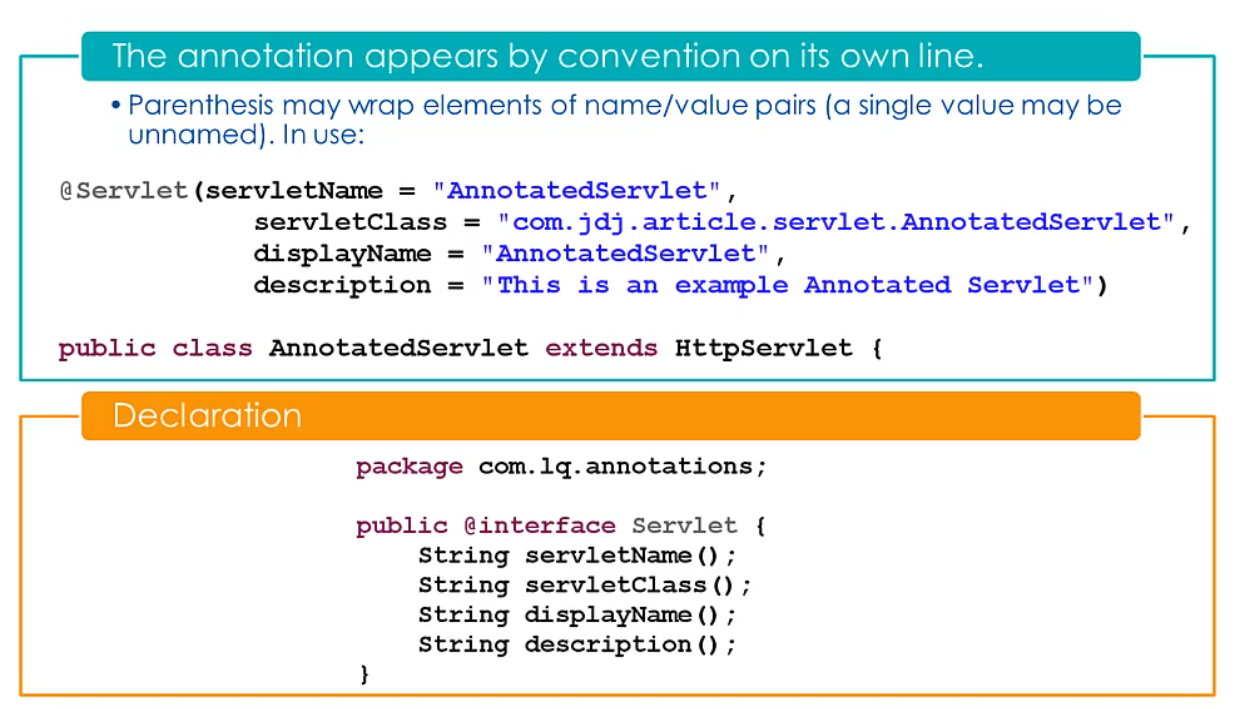 The annotation appears by convention on its own line.
• Parenthesis may wrap elements of name/value pairs (a single value may be
unnamed). In use:
@Servlet(servletName = "AnnotatedServlet",
servletClass = "com.jdj.article.servlet.AnnotatedServlet",
displayName = "AnnotatedServlet",
description = "This is an example Annotated Servlet")
public class AnnotatedServlet extends HttpServlet {
Declaration
package com.lq.annotations;
public @interface Servlet {
String servletName();
String servletClass();
String displayName();
String description();
}